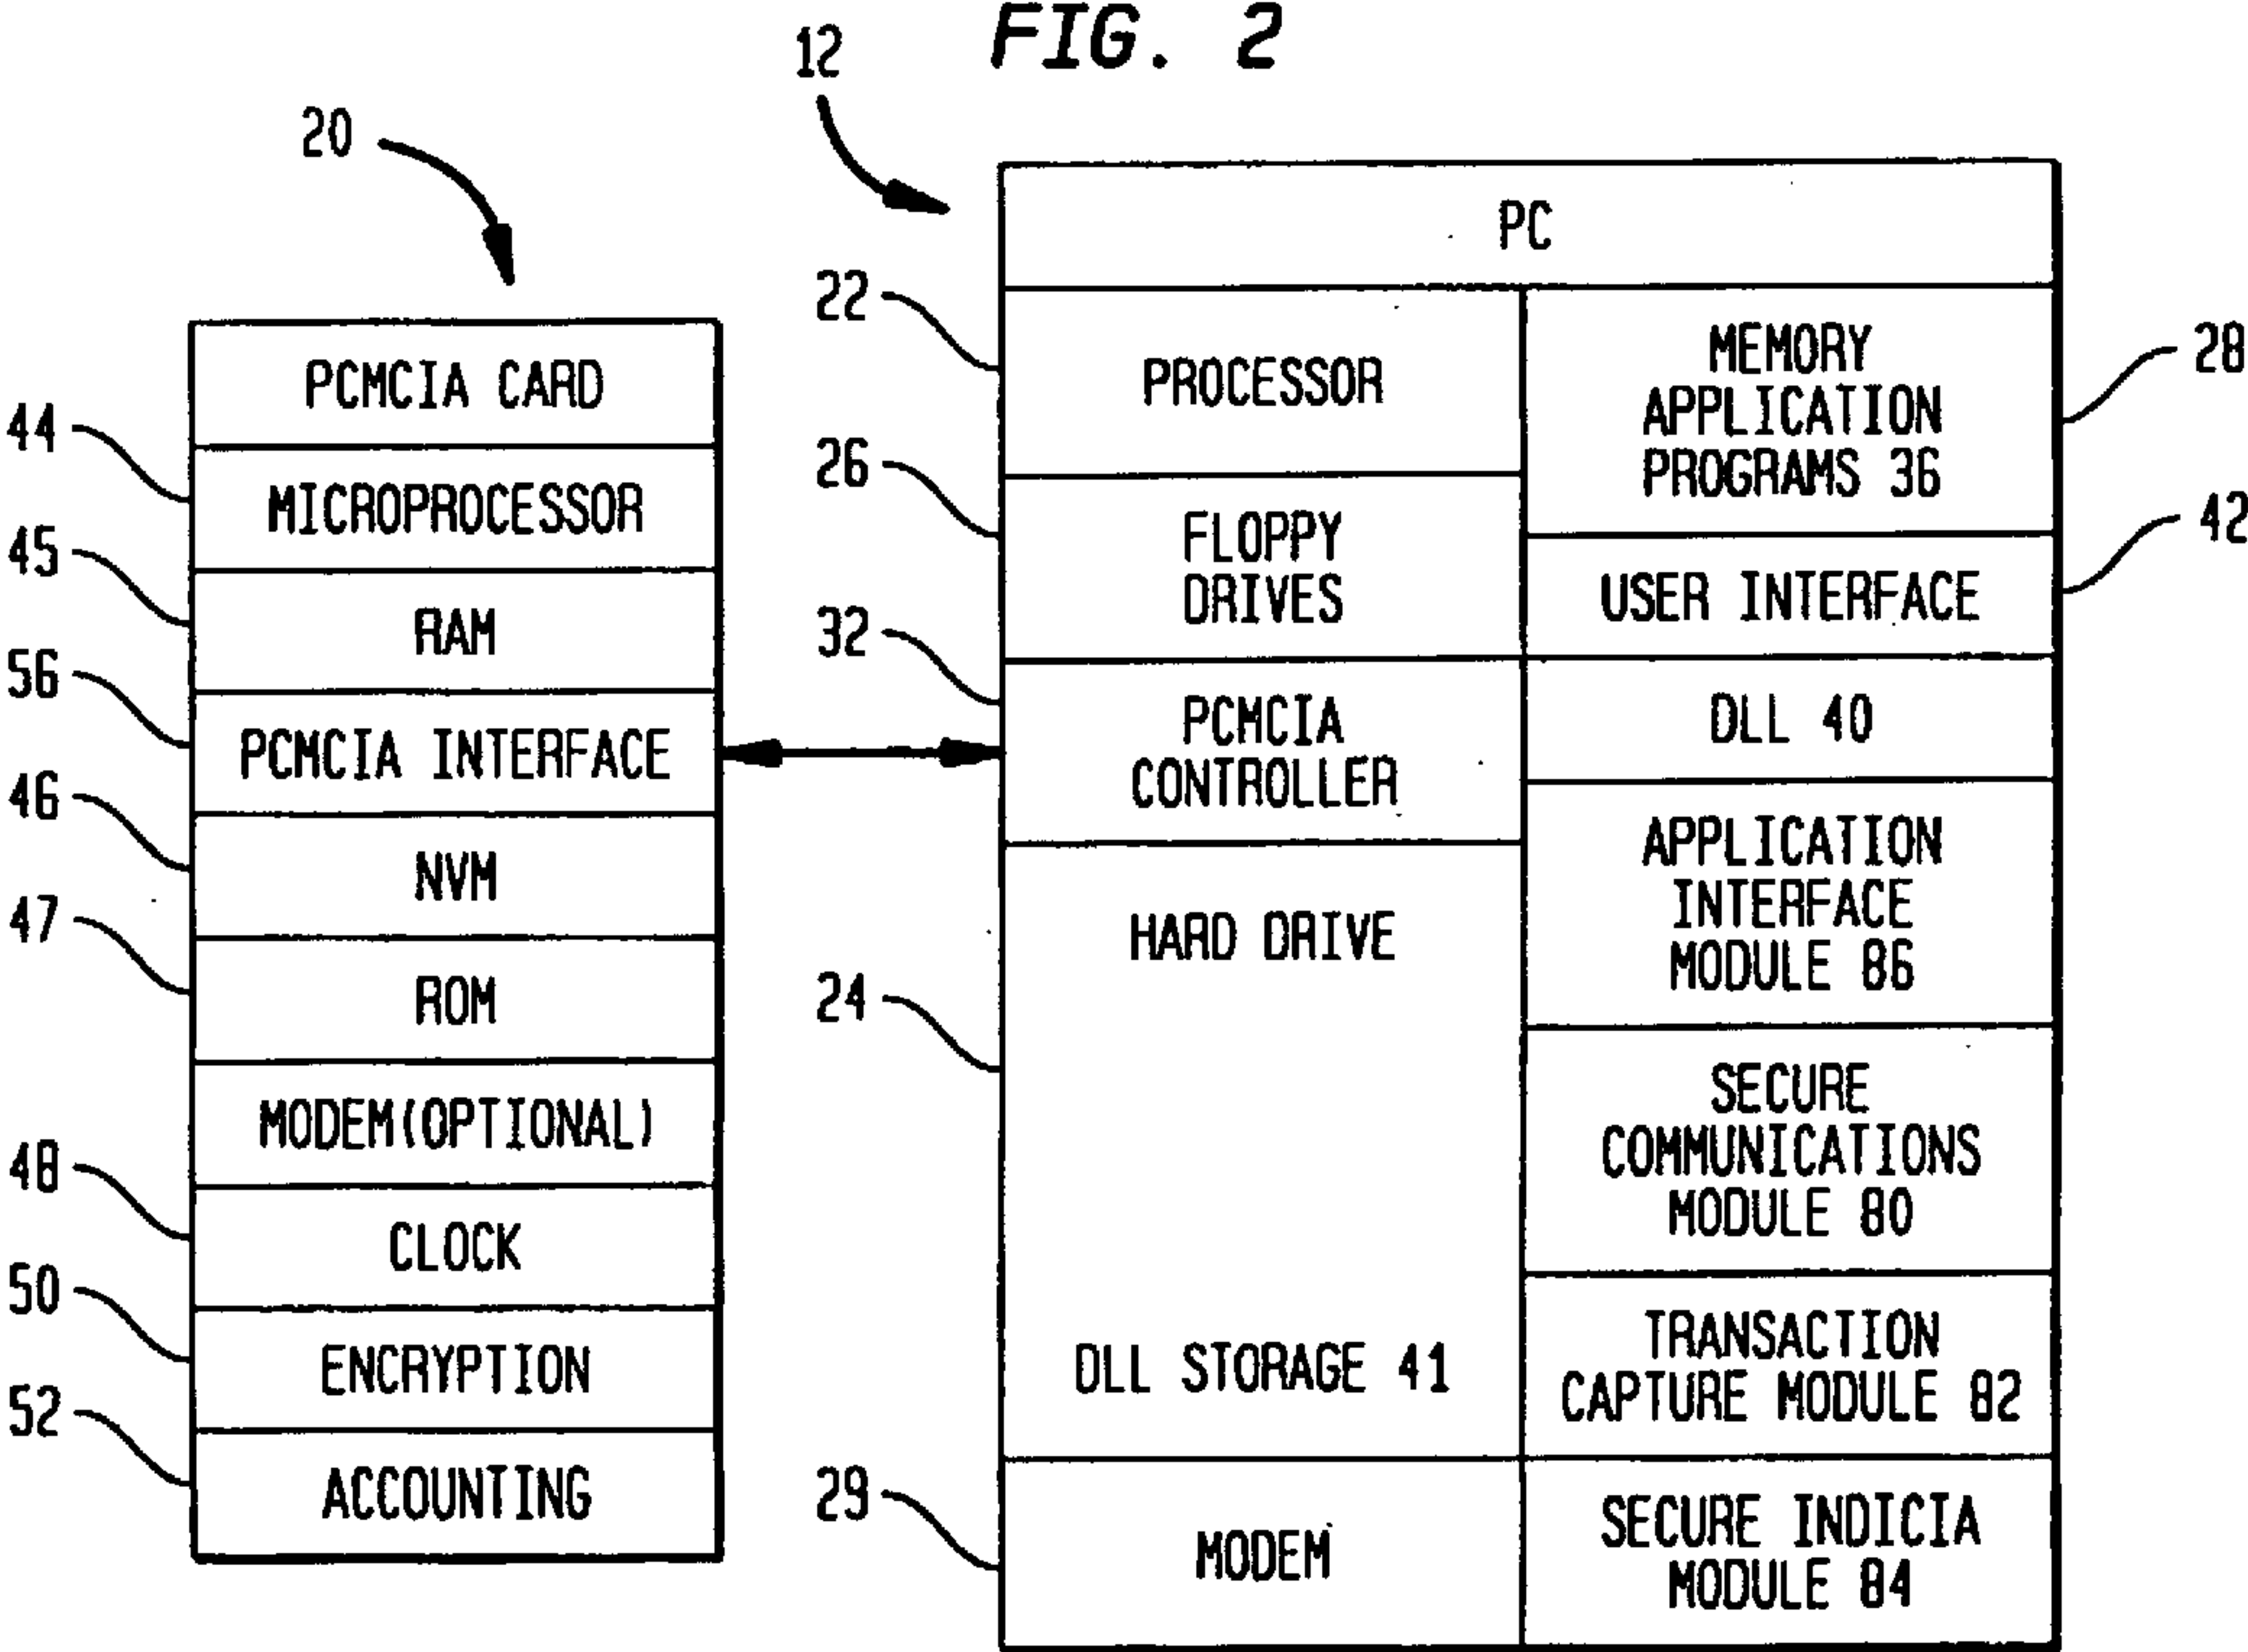 FIG. 2
12
20
PCMCIA CARD
44
MICROPROCESSOR
45
RAM
56
PCMCIA INTERFACE
46
NVM
47
ROM
MODEM(OPTIONAL)
48
CLOCK
50
ENCRYPTION
52
ACCOUNTING
PC
22
PROCESSOR
26
FLOPPY
DRIVES
32
PCMCIA
CONTROLLER
24
HARD DRIVE
DLL STORAGE 41
29
MODEM
28
MEMORY
APPLICATION
PROGRAMS 36
42
USER INTERFACE
DLL 40
APPLICATION
INTERFACE
MODULE 86
SECURE
COMMUNICATIONS
MODULE 80
TRANSACTION
CAPTURE MODULE 82
SECURE INDICIA
MODULE 84